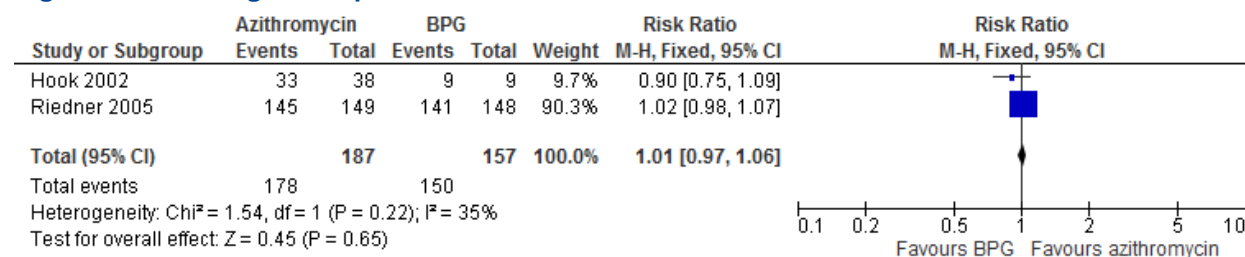 Azithromycin BPG Risk Ratio Risk Ratio
Study or Subgroup Events Total Events Total Weight M-H, Fixed, 95% CI M-H, Fixed, 95% CI
Hook 2002 33 38 9 9 9.7% 0.90 [0.75, 1.09]
Riedner 2005 145 149 141 148 90.3% 1.02 [0.98, 1.07]
Total (95% CI) 187 157 100.0% 1.01 [0.97, 1.06]
Total events 178 150
Heterogeneity: Chi² = 1.54, df = 1 (P = 0.22); I² = 35%
Test for overall effect: Z = 0.45 (P = 0.65)
0.1 0.2 0.5 1 2 5 10
Favours BPG Favours azithromycin